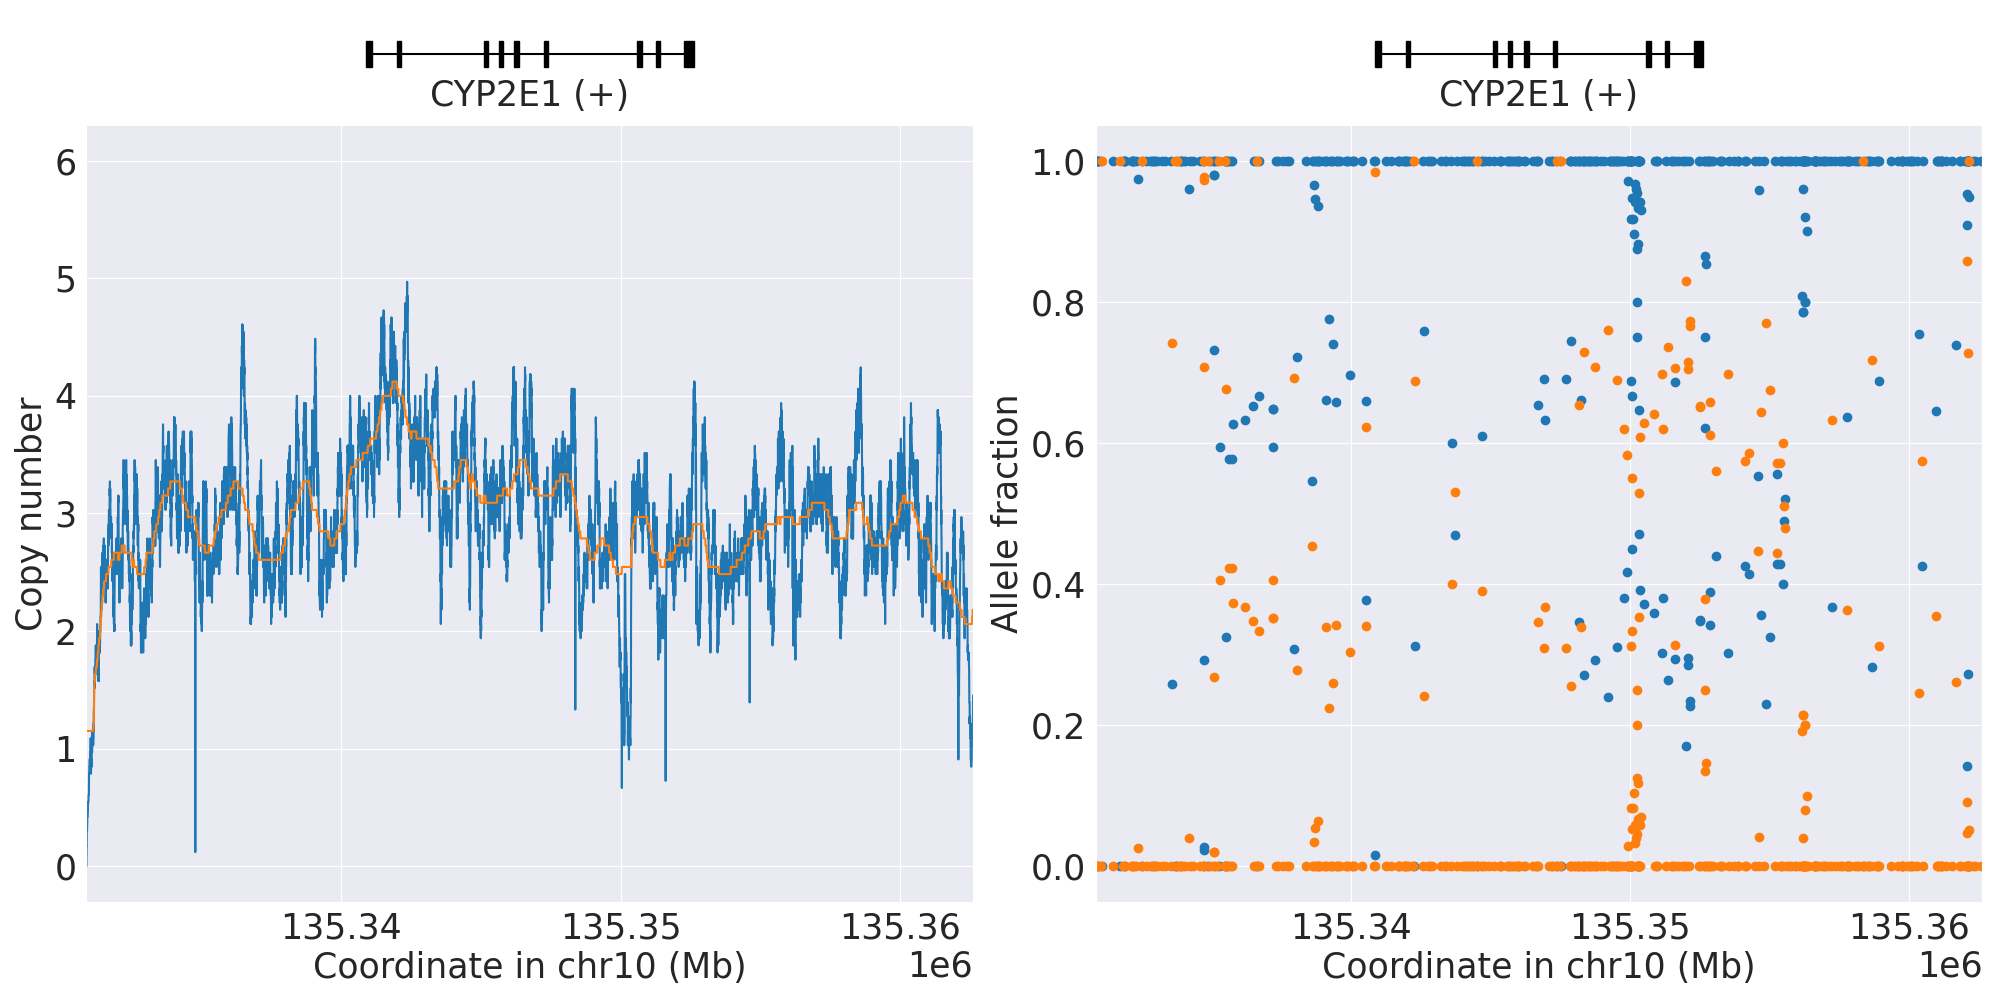 CYP2E1 (+)
6
5
4
3
2
1
0
Copy number
135.34
135.35
135.36
Coordinate in chr10 (Mb)
1e6
CYP2E1 (+)
1.0
0.8
0.6
0.4
0.2
0.0
Allele fraction
135.34
135.35
135.36
Coordinate in chr10 (Mb)
1e6